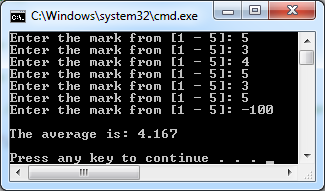 C:\Windows\system32\cmd.exe
Enter the mark from [1 - 5]: 5
Enter the mark from [1 - 5]: 3
Enter the mark from [1 - 5]: 4
Enter the mark from [1 - 5]: 5
Enter the mark from [1 - 5]: 3
Enter the mark from [1 - 5]: 5
Enter the mark from [1 - 5]: -100
The average is: 4.167
Press any key to continue . . . _